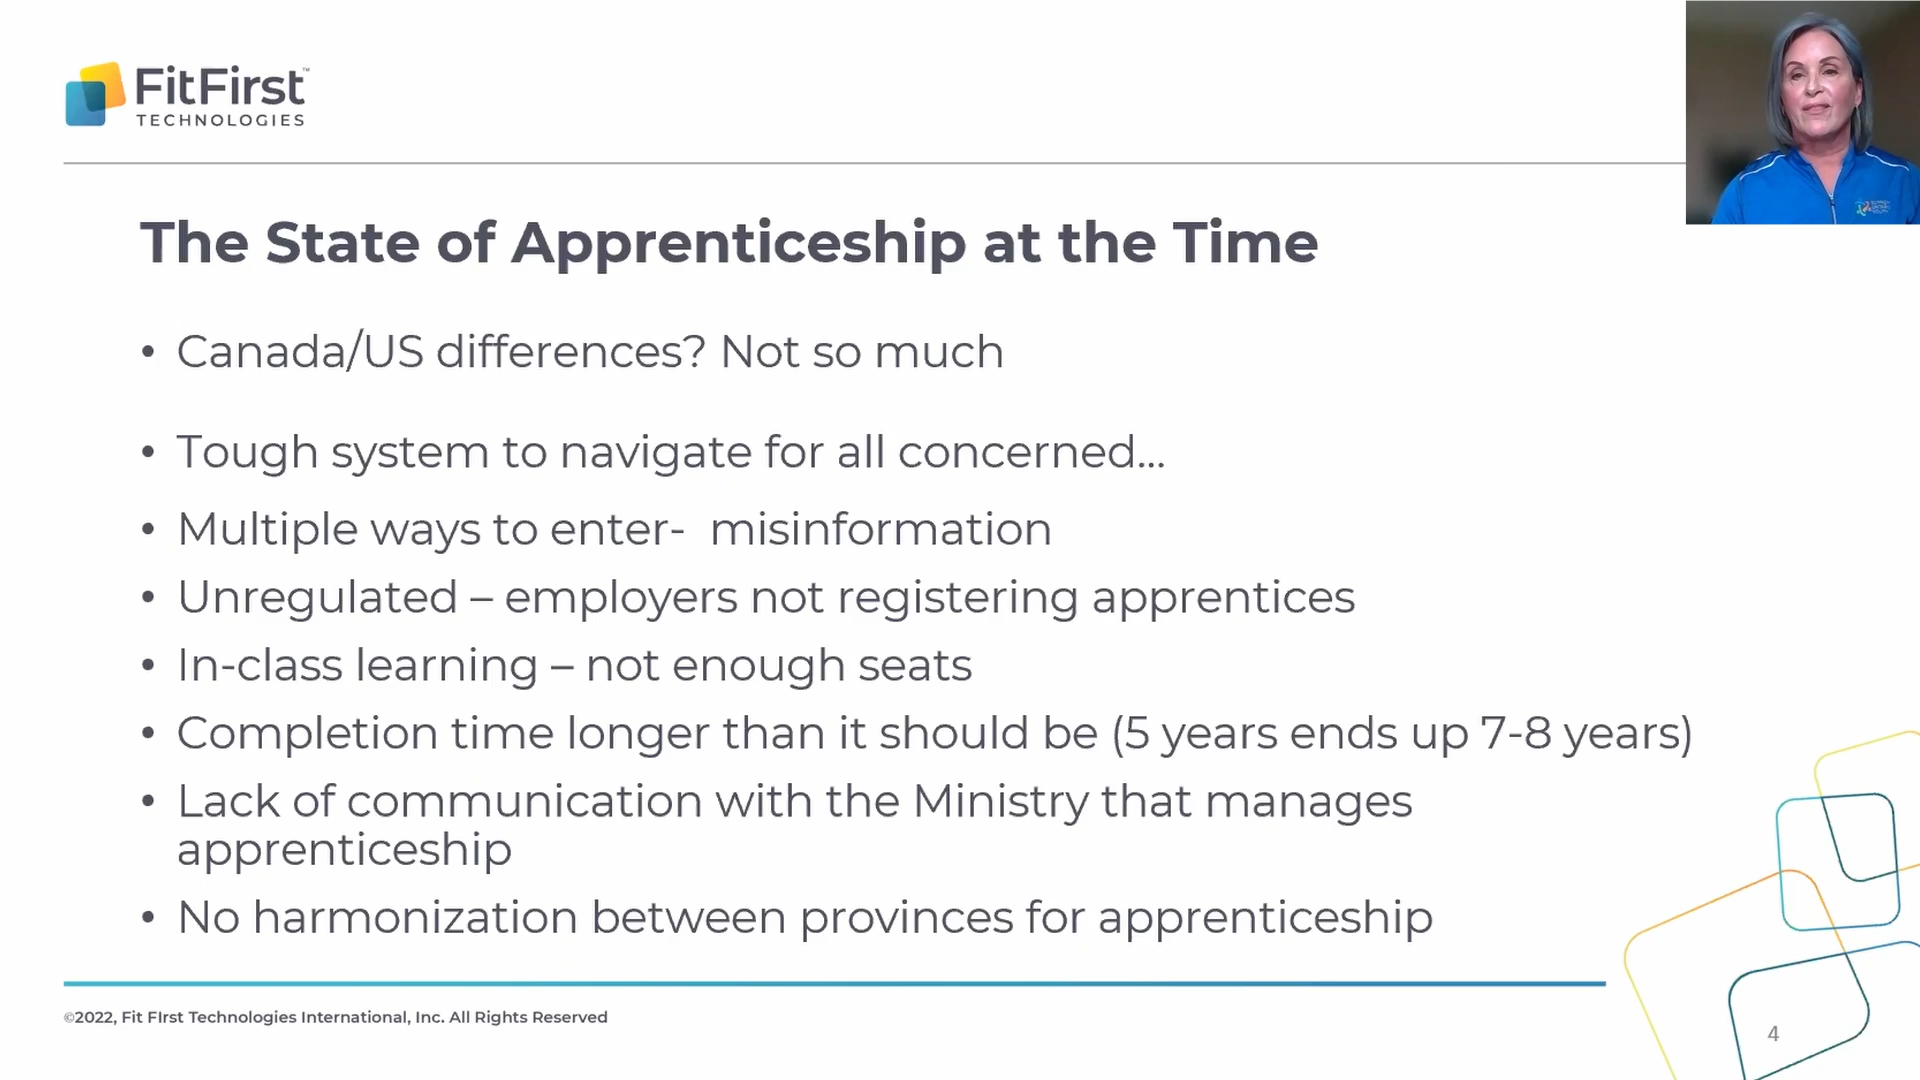 FitFirst™
TECHNOLOGIES
The State of Apprenticeship at the Time
• Canada/US differences? Not so much
• Tough system to navigate for all concerned...
• Multiple ways to enter-  misinformation
• Unregulated – employers not registering apprentices
• In-class learning – not enough seats
• Completion time longer than it should be (5 years ends up 7-8 years)
• Lack of communication with the Ministry that manages
apprenticeship
• No harmonization between provinces for apprenticeship
©2022, Fit FIrst Technologies International, Inc. All Rights Reserved
4